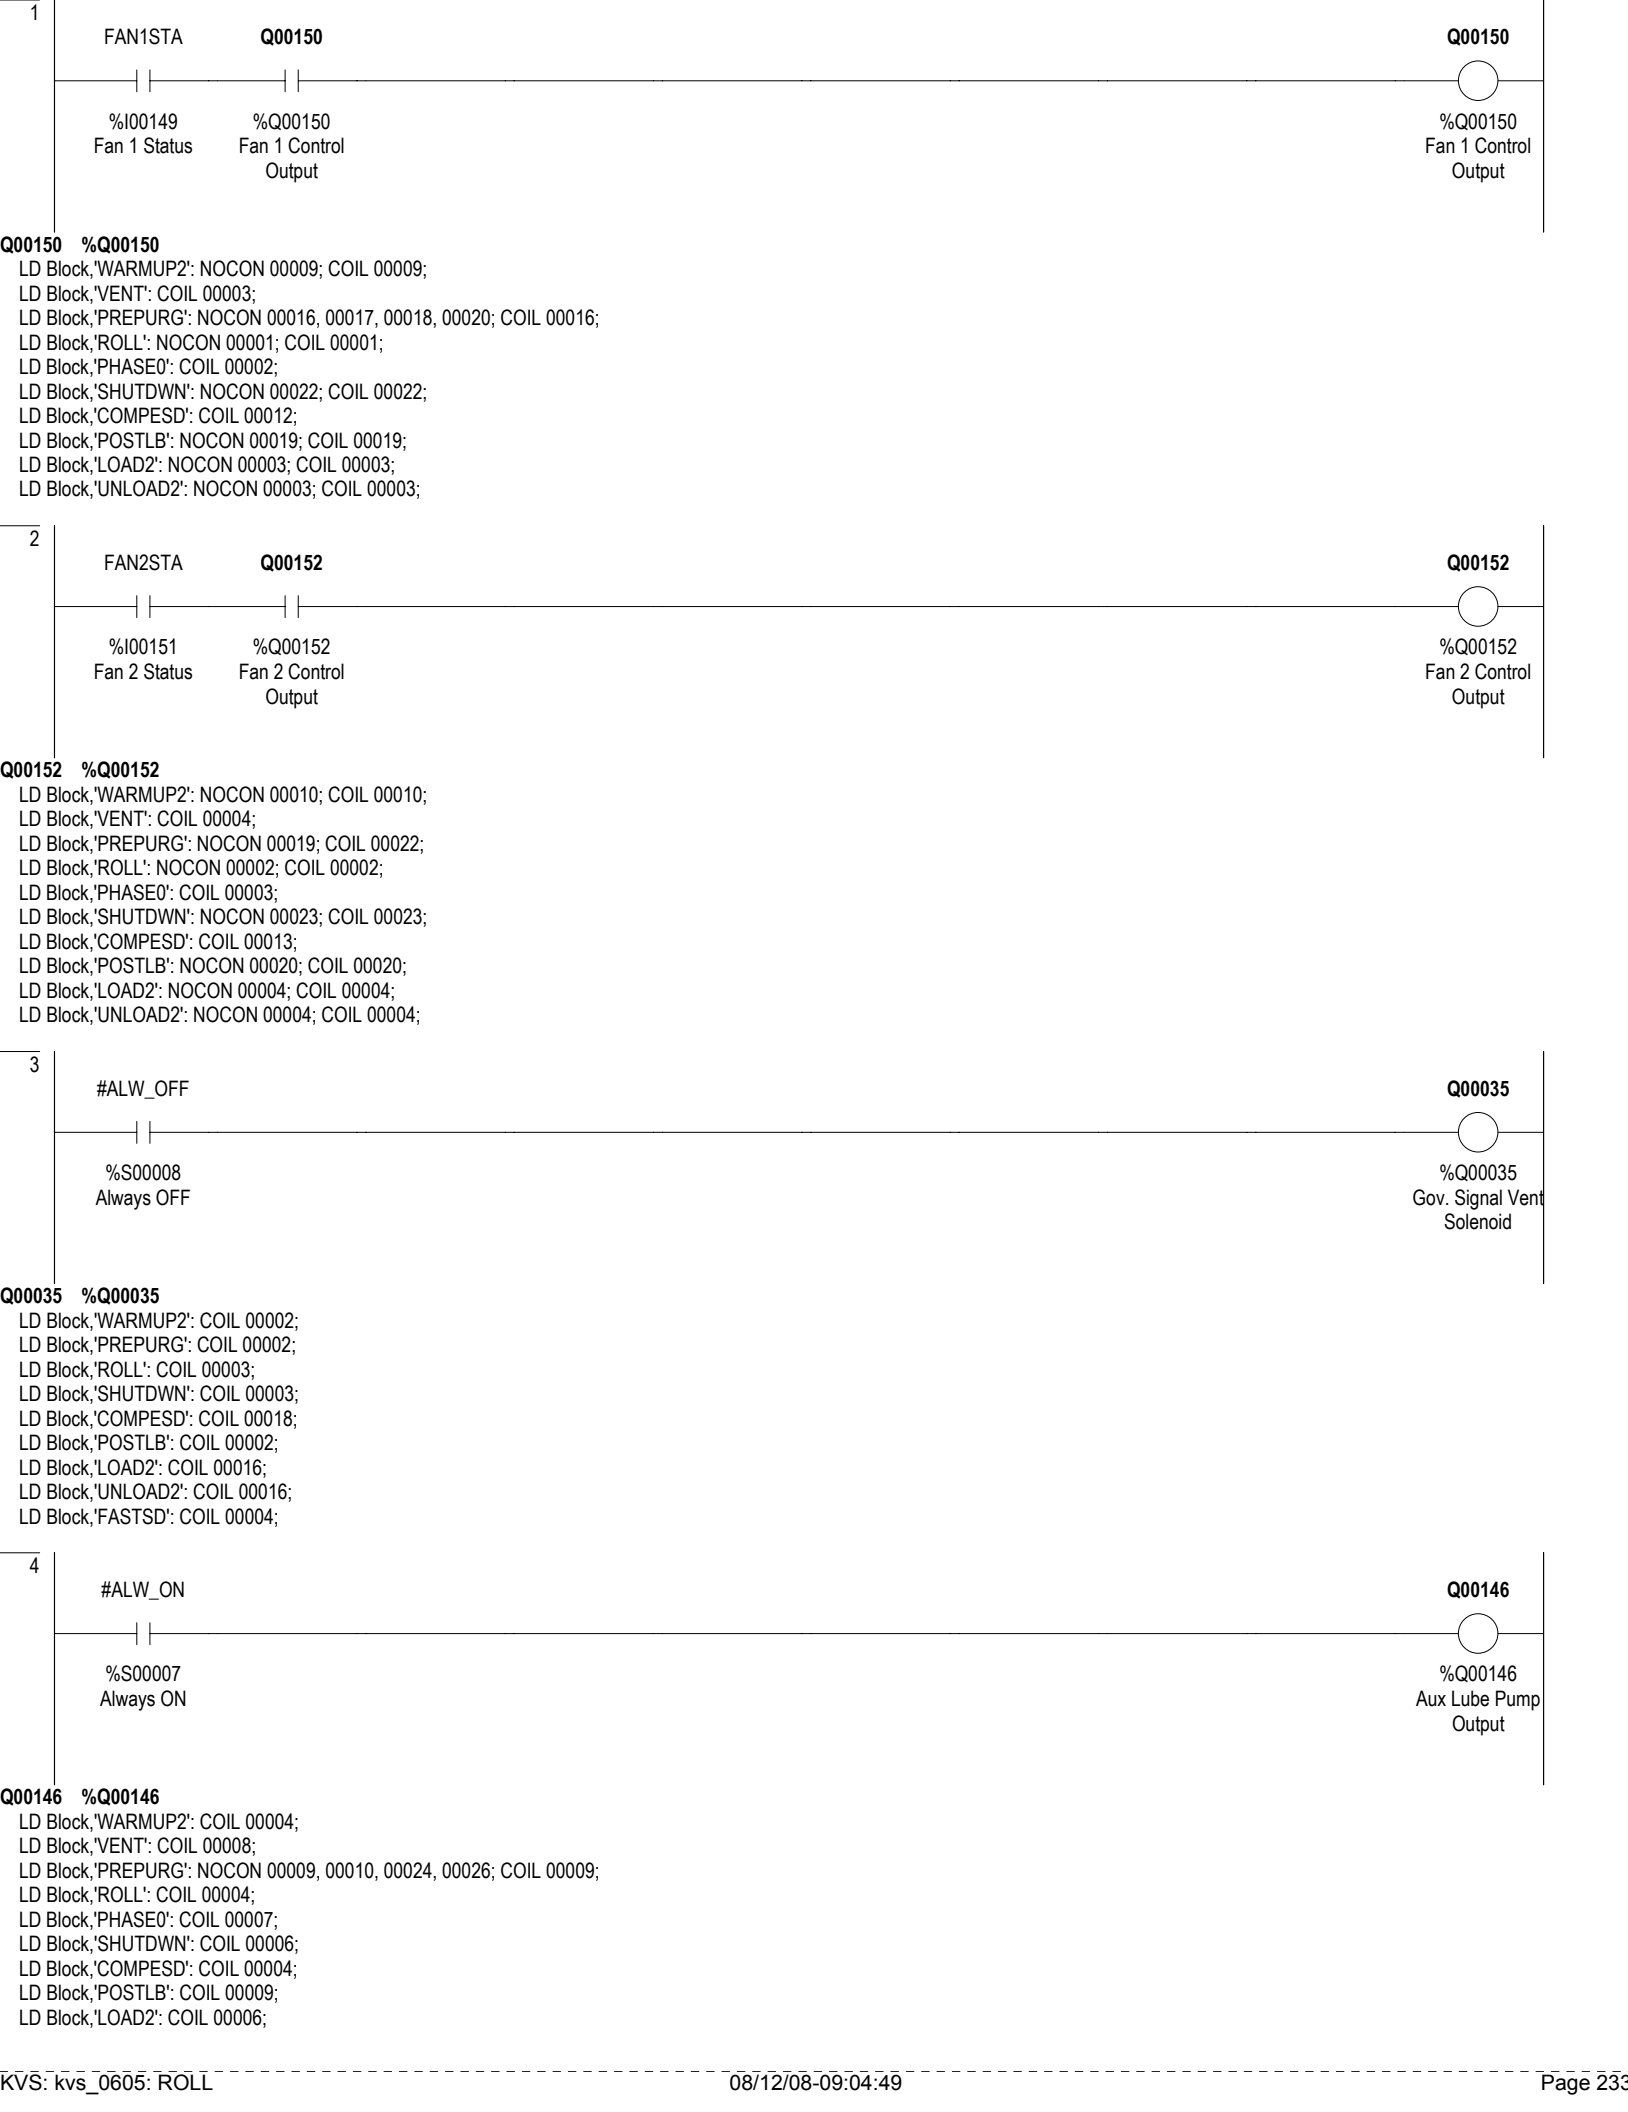 1
FAN1STA Q00150 Q00150
%I00149 %Q00150 %Q00150
Fan 1 Status Fan 1 Control Fan 1 Control
Output Output
Q00150 %Q00150
LD Block,'WARMUP2': NOCON 00009; COIL 00009;
LD Block,'VENT': COIL 00003;
LD Block,'PREPURG': NOCON 00016, 00017, 00018, 00020; COIL 00016;
LD Block,'ROLL': NOCON 00001; COIL 00001;
LD Block,'PHASE0': COIL 00002;
LD Block,'SHUTDWN': NOCON 00022; COIL 00022;
LD Block,'COMPESD': COIL 00012;
LD Block,'POSTLB': NOCON 00019; COIL 00019;
LD Block,'LOAD2': NOCON 00003; COIL 00003;
LD Block,'UNLOAD2': NOCON 00003; COIL 00003;
2
FAN2STA Q00152 Q00152
%I00151 %Q00152 %Q00152
Fan 2 Status Fan 2 Control Fan 2 Control
Output Output
Q00152 %Q00152
LD Block,'WARMUP2': NOCON 00010; COIL 00010;
LD Block,'VENT': COIL 00004;
LD Block,'PREPURG': NOCON 00019; COIL 00022;
LD Block,'ROLL': NOCON 00002; COIL 00002;
LD Block,'PHASE0': COIL 00003;
LD Block,'SHUTDWN': NOCON 00023; COIL 00023;
LD Block,'COMPESD': COIL 00013;
LD Block,'POSTLB': NOCON 00020; COIL 00020;
LD Block,'LOAD2': NOCON 00004; COIL 00004;
LD Block,'UNLOAD2': NOCON 00004; COIL 00004;
3
#ALW_OFF Q00035
%S00008 %Q00035
Always OFF Gov. Signal Vent
Solenoid
Q00035 %Q00035
LD Block,'WARMUP2': COIL 00002;
LD Block,'PREPURG': COIL 00002;
LD Block,'ROLL': COIL 00003;
LD Block,'SHUTDWN': COIL 00003;
LD Block,'COMPESD': COIL 00018;
LD Block,'POSTLB': COIL 00002;
LD Block,'LOAD2': COIL 00016;
LD Block,'UNLOAD2': COIL 00016;
LD Block,'FASTSD': COIL 00004;
4
#ALW_ON Q00146
%S00007 %Q00146
Always ON Aux Lube Pump
Output
Q00146 %Q00146
LD Block,'WARMUP2': COIL 00004;
LD Block,'VENT': COIL 00008;
LD Block,'PREPURG': NOCON 00009, 00010, 00024, 00026; COIL 00009;
LD Block,'ROLL': COIL 00004;
LD Block,'PHASE0': COIL 00007;
LD Block,'SHUTDWN': COIL 00006;
LD Block,'COMPESD': COIL 00004;
LD Block,'POSTLB': COIL 00009;
LD Block,'LOAD2': COIL 00006;
KVS: kvs_0605: ROLL 08/12/08-09:04:49 Page 233